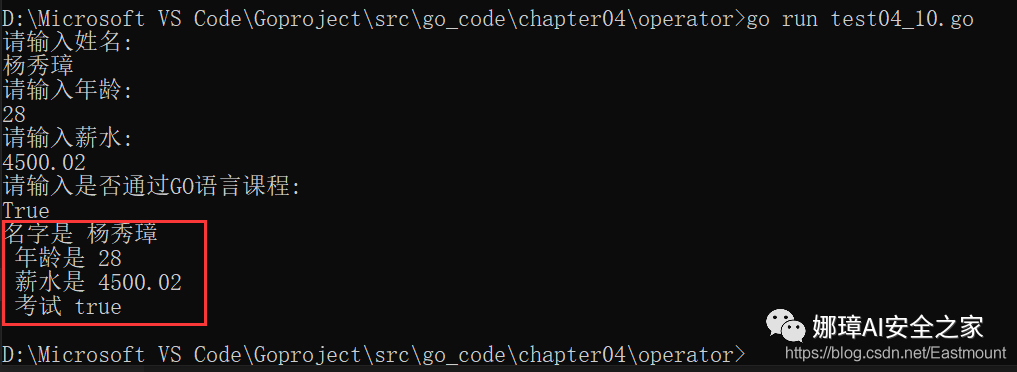 D:\Microsoft VS Code\Goproject\src\go_code\chapter04\operator>go run test04_10.go
请输入姓名:
杨秀璋
请输入年龄:
28
请输入薪水:
4500.02
请输入是否通过GO语言课程:
True
名字是 杨秀璋
年龄是 28
薪水是 4500.02
考试 true
D:\Microsoft VS Code\Goproject\src\go_code\chapter04\operator>
娜璋AI安全之家
https://blog.csdn.net/Eastmount